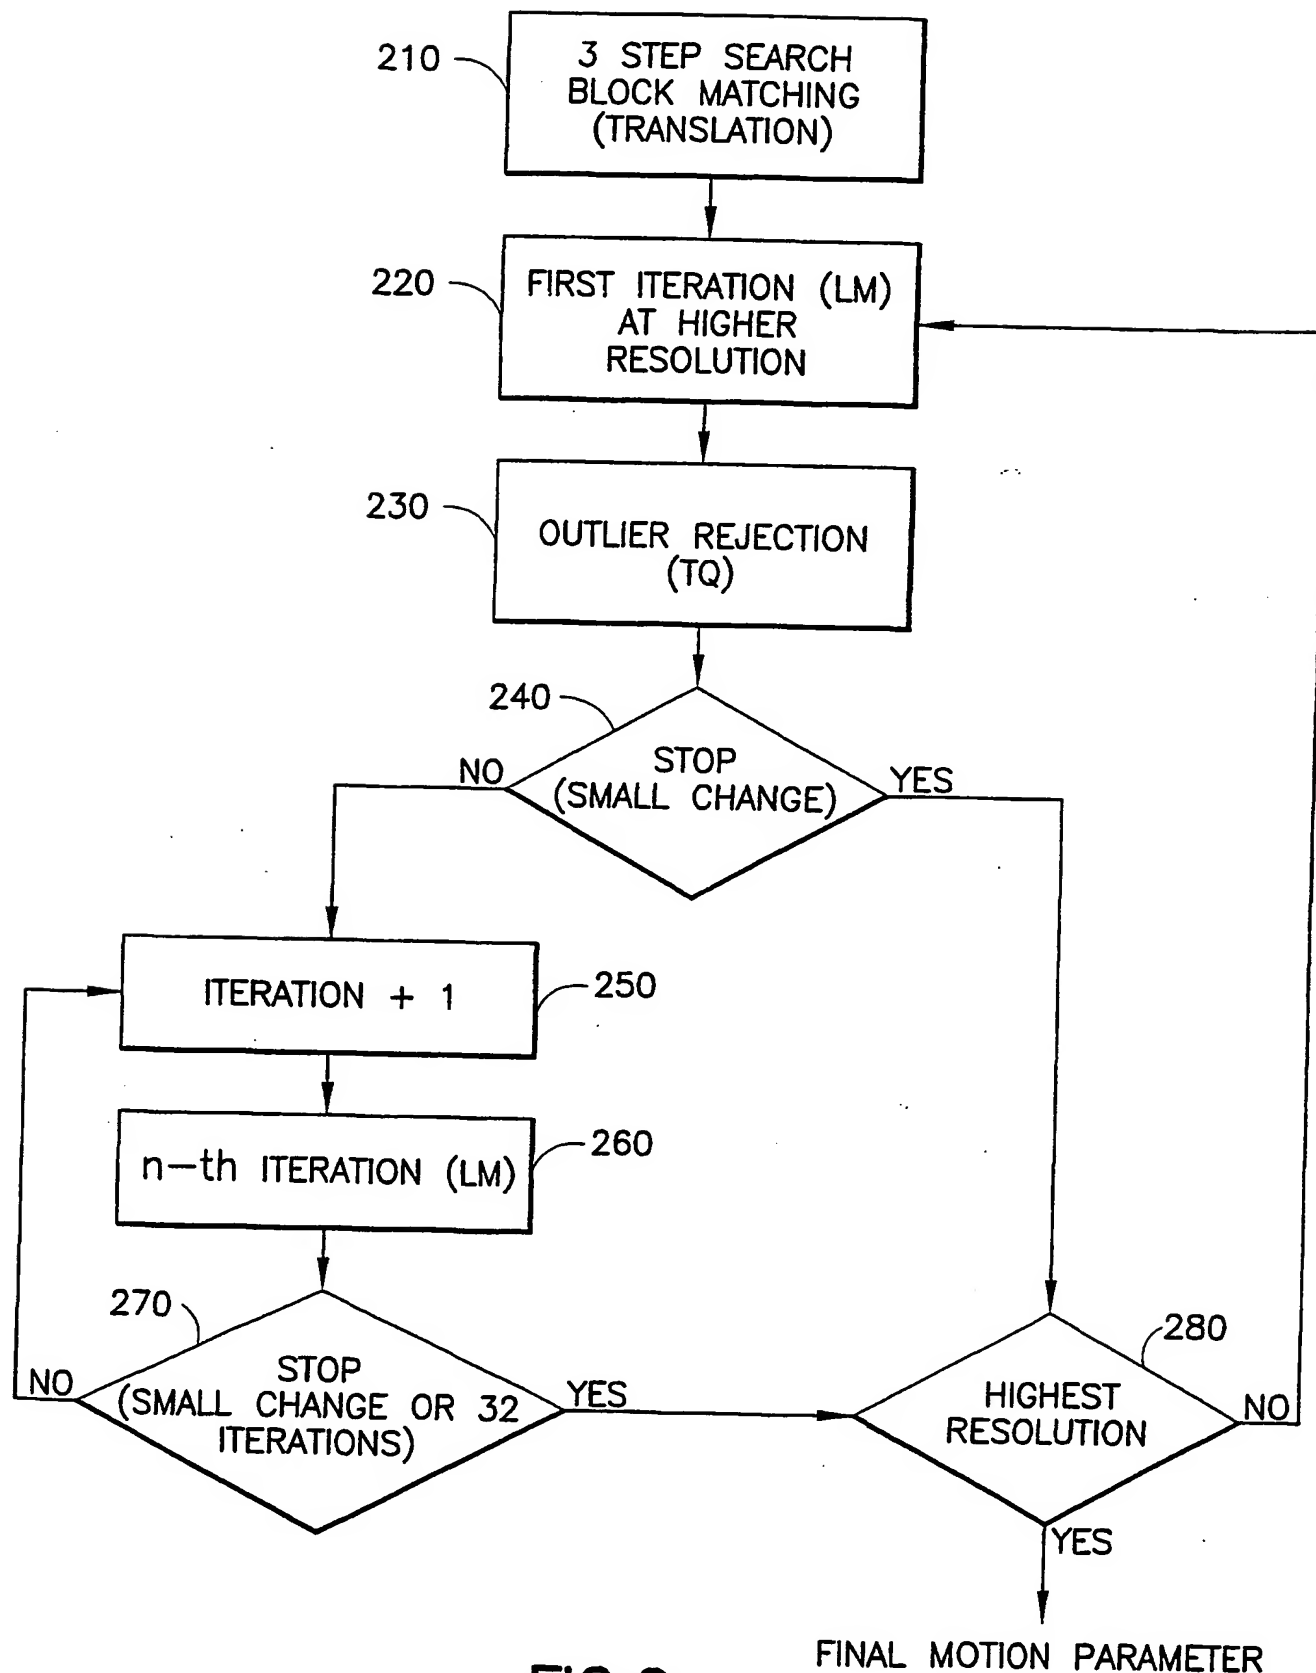 210
3 STEP SEARCH
BLOCK MATCHING
(TRANSLATION)
220
FIRST ITERATION (LM)
AT HIGHER
RESOLUTION
230
OUTLIER REJECTION
(TQ)
240
STOP
(SMALL CHANGE)
NO
YES
ITERATION + 1
250
n-th ITERATION (LM)
260
270
STOP
(SMALL CHANGE OR 32
ITERATIONS)
NO
YES
280
HIGHEST
RESOLUTION
NO
YES
FINAL MOTION PARAMETER